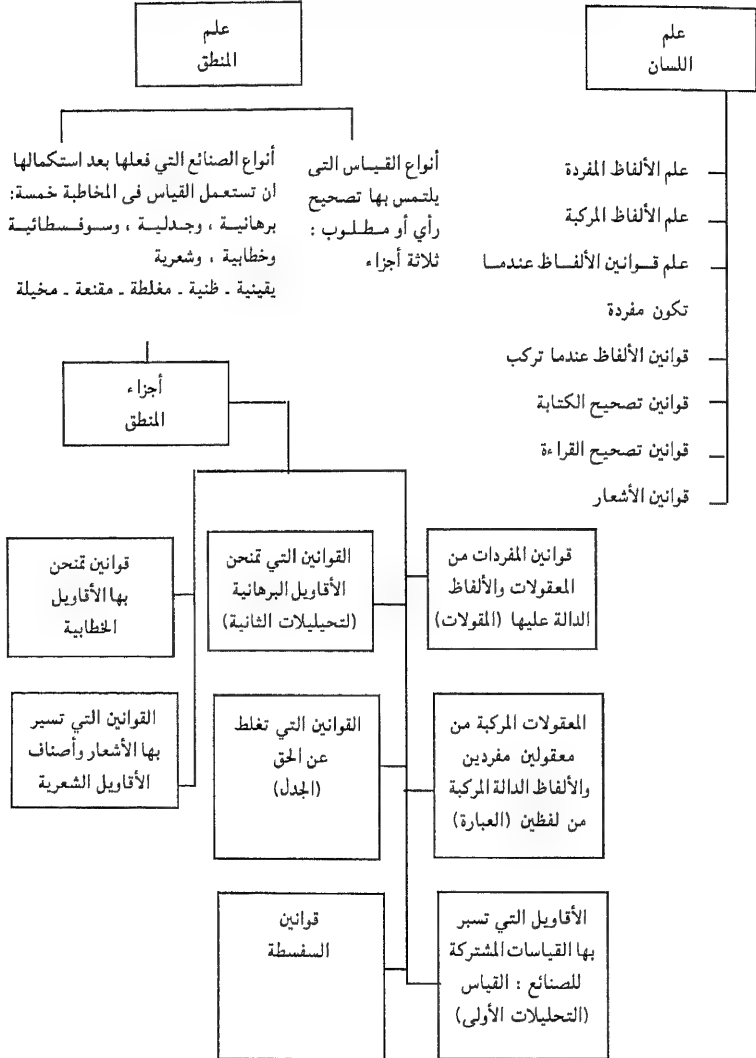 علم
اللسان
علم الألفاظ المفردة
علم الألفاظ المركبة
علم قوانين الألفاظ عندما
تكون مفردة
قوانين الألفاظ عندما تركب
قوانين تصحيح الكتابة
قوانين تصحيح القراءة
قوانين الأشعار
علم
المنطق
أنواع القياس التى
يلتمس بها تصحيح
رأي أو مطلوب :
ثلاثة أجزاء
أنواع الصنائع التي فعلها بعد استكمالها
ان تستعمل القياس فى المخاطبة خمسة:
برهانية ، وجدلية ، وسوفسطائية
وخطابية ، وشعرية
يقينية ـ ظنية ـ مغلطة ـ مقنعة ـ مخيلة
أجزاء
المنطق
قوانين المفردات من
المعقولات والألفاظ
الدالة عليها (المقولات)
القوانين التي تمنحن
الأقاويل البرهانية
(لتحيليلات الثانية)
قوانين تمنحن
بها الأقاويل
الخطابية
المعقولات المركبة من
معقولين مفردين
والألفاظ الدالة المركبة
من لفظين (العبارة)
القوانين التي تغلط
عن الحق
(الجدل)
القوانين التي تسير
بها الأشعار وأصناف
الأقاويل الشعرية
الأقاويل التي تسبر
بها القياسات المشتركة
للصنائع : القياس
(التحليلات الأولى)
قوانين
السفسطة